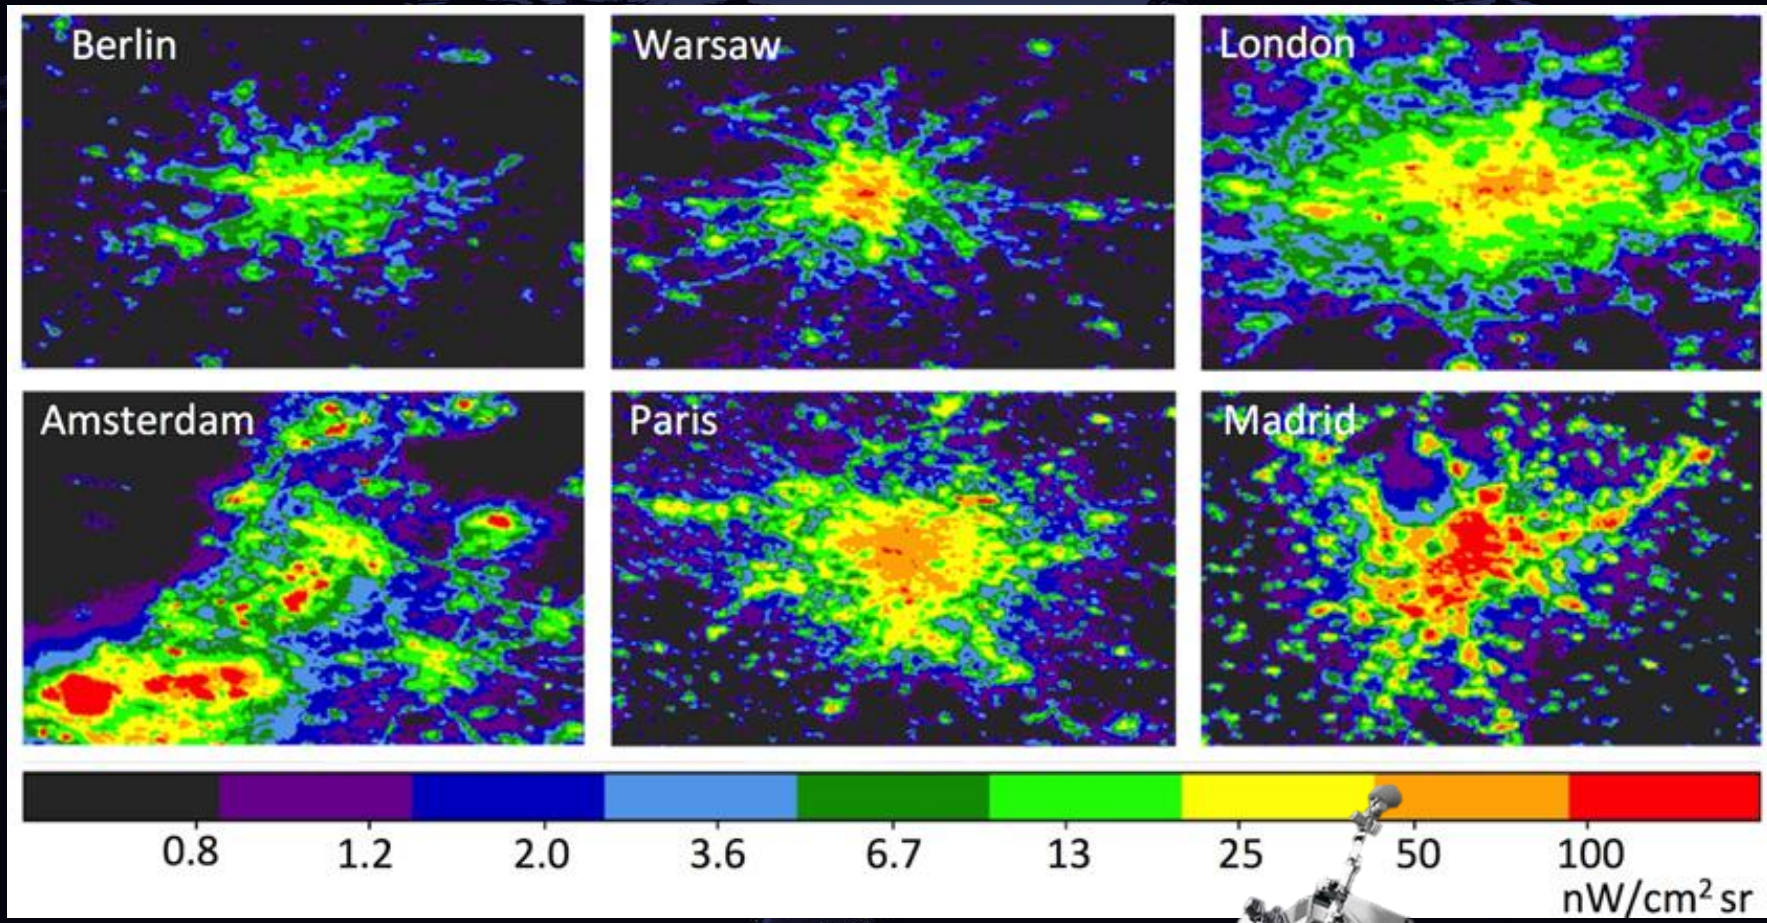 Berlin
Warsaw
London
Amsterdam
Paris
Madrid
0.8 1.2 2.0 3.6 6.7 13 25 50 100
nW/cm² sr